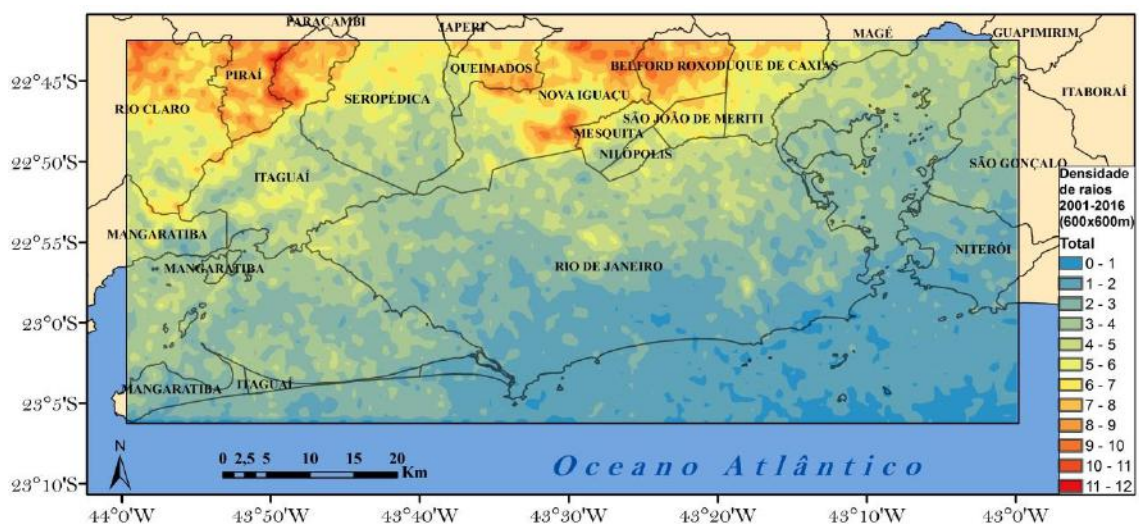 PARACAMBI
JAPERI
MAGÉ
GUAPIMIRIM
22°45'S
PIRAÍ
QUEIMADOS
BELFORD ROXO
DUQUE DE CAXIAS
RIO CLARO
SEROPÉDICA
NOVA IGUAÇU
ITABORAÍ
SÃO JOÃO DE MERITI
MESQUITA
22°50'S
NILÓPOLIS
ITAGUAÍ
SÃO GONÇALO
Densidade
de raios
2001-2016
(600x600m)
22°55'S
MANGARATIBA
NITERÓI
MANGARATIBA
RIO DE JANEIRO
Total
0 - 1
1 - 2
2 - 3
3 - 4
4 - 5
5 - 6
6 - 7
7 - 8
8 - 9
9 - 10
10 - 11
11 - 12
23°0'S
MANGARATIBA
ITAGUAÍ
23°5'S
N
0 2,5 5 10 15 20
Km
Oceano Atlântico
23°10'S
44°0'W 43°50'W 43°40'W 43°30'W 43°20'W 43°10'W 43°0'W